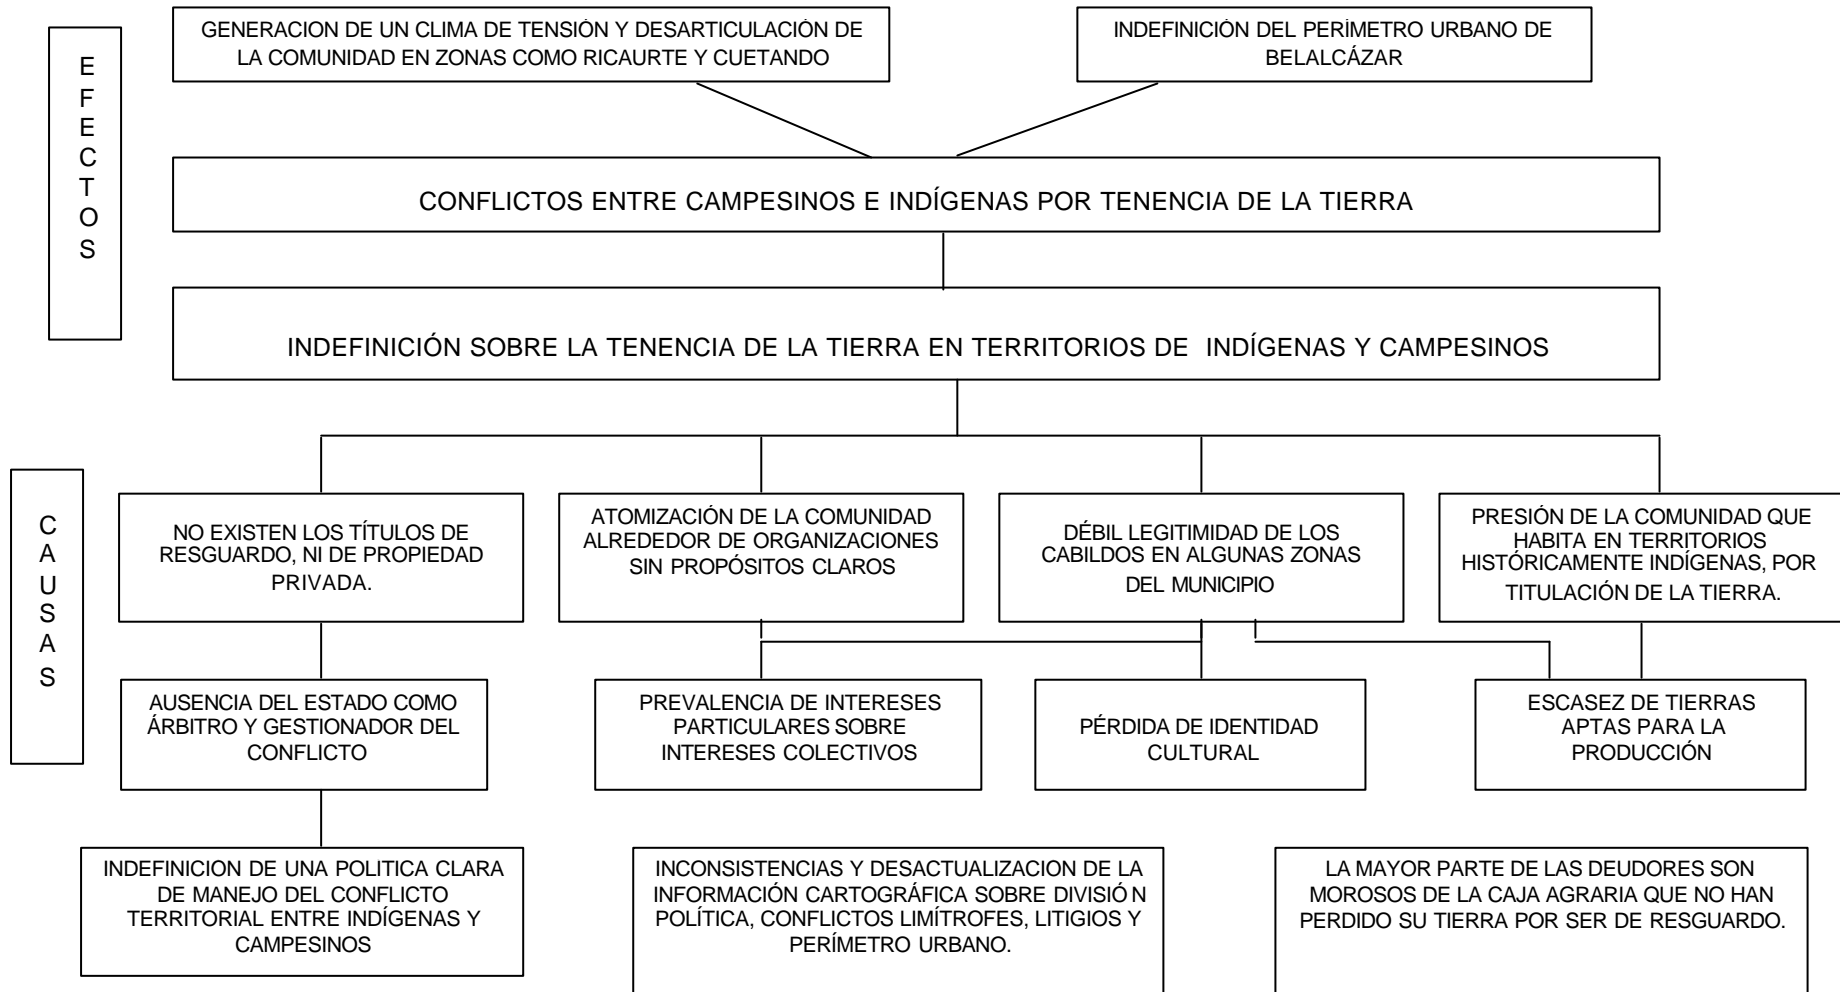 E
F
E
C
T
O
S
GENERACION DE UN CLIMA DE TENSIÓN Y DESARTICULACIÓN DE
LA COMUNIDAD EN ZONAS COMO RICAURTE Y CUETANDO
INDEFINICIÓN DEL PERÍMETRO URBANO DE
BELALCÁZAR
CONFLICTOS ENTRE CAMPESINOS E INDÍGENAS POR TENENCIA DE LA TIERRA
INDEFINICIÓN SOBRE LA TENENCIA DE LA TIERRA EN TERRITORIOS DE INDÍGENAS Y CAMPESINOS
C
A
U
S
A
S
NO EXISTEN LOS TÍTULOS DE
RESGUARDO, NI DE PROPIEDAD
PRIVADA.
ATOMIZACIÓN DE LA COMUNIDAD
ALREDEDOR DE ORGANIZACIONES
SIN PROPÓSITOS CLAROS
DÉBIL LEGITIMIDAD DE LOS
CABILDOS EN ALGUNAS ZONAS
DEL MUNICIPIO
PRESIÓN DE LA COMUNIDAD QUE
HABITA EN TERRITORIOS
HISTÓRICAMENTE INDÍGENAS, POR
TITULACIÓN DE LA TIERRA.
AUSENCIA DEL ESTADO COMO
ÁRBITRO Y GESTIONADOR DEL
CONFLICTO
PREVALENCIA DE INTERESES
PARTICULARES SOBRE
INTERESES COLECTIVOS
PÉRDIDA DE IDENTIDAD
CULTURAL
ESCASEZ DE TIERRAS
APTAS PARA LA
PRODUCCIÓN
INDEFINICION DE UNA POLITICA CLARA
DE MANEJO DEL CONFLICTO
TERRITORIAL ENTRE INDÍGENAS Y
CAMPESINOS
INCONSISTENCIAS Y DESACTUALIZACION DE LA
INFORMACIÓN CARTOGRÁFICA SOBRE DIVISIÓ N
POLÍTICA, CONFLICTOS LIMÍTROFES, LITIGIOS Y
PERÍMETRO URBANO.
LA MAYOR PARTE DE LAS DEUDORES SON
MOROSOS DE LA CAJA AGRARIA QUE NO HAN
PERDIDO SU TIERRA POR SER DE RESGUARDO.